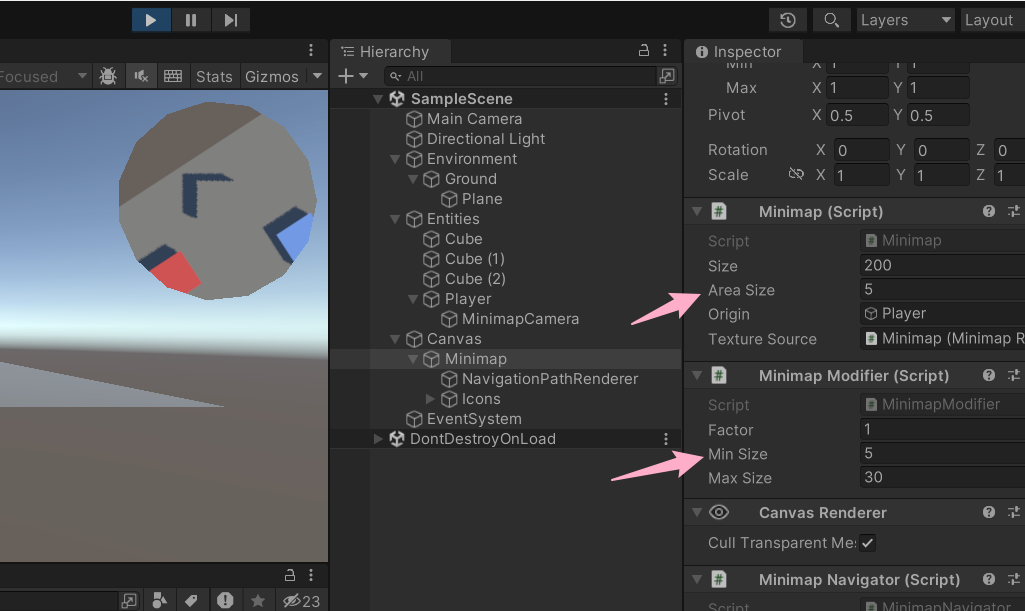 Layers Layout
Focused Stats Gizmos
Hierarchy
All
SampleScene
Main Camera
Directional Light
Environment
Ground
Plane
Entities
Cube
Cube (1)
Cube (2)
Player
MinimapCamera
Canvas
Minimap
NavigationPathRenderer
Icons
EventSystem
DontDestroyOnLoad
23
Inspector
Min X 1 Y 1
Max X 1 Y 1
Pivot X 0.5 Y 0.5
Rotation X 0 Y 0 Z 0
Scale X 1 Y 1 Z 1
# Minimap (Script)
Script # Minimap
Size 200
Area Size 5
Origin Player
Texture Source # Minimap (Minimap R
# Minimap Modifier (Script)
Script # MinimapModifier
Factor 1
Min Size 5
Max Size 30
Canvas Renderer
Cull Transparent Me
# Minimap Navigator (Script)
Script # MinimapNavigator